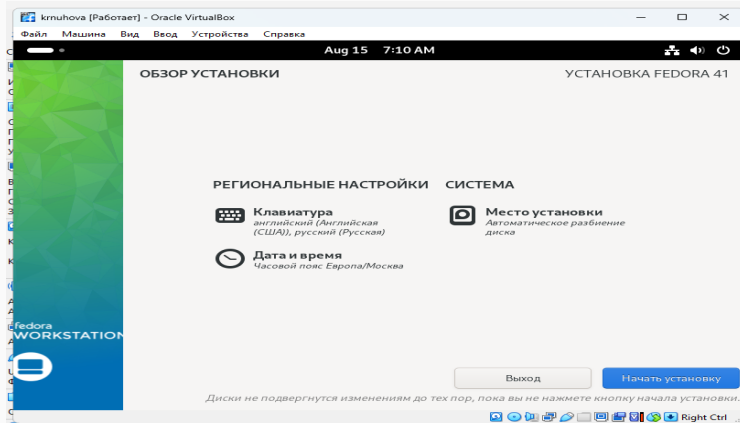 krnuhova [Работает] - Oracle VirtualBox
Файл Машина Вид Ввод Устройства Справка
Aug 15 7:10 AM
ОБЗОР УСТАНОВКИ
УСТАНОВКА FEDORA 41
РЕГИОНАЛЬНЫЕ НАСТРОЙКИ
СИСТЕМА
Клавиатура
английский (Английская
(США)), русский (Русская)
Место установки
Автоматическое разбиение
диска
Дата и время
Часовой пояс Европа/Москва
fedora
WORKSTATION
Выход
Начать установку
Диски не подвергнутся изменениям до тех пор, пока вы не нажмете кнопку начала установки.
Right Ctrl